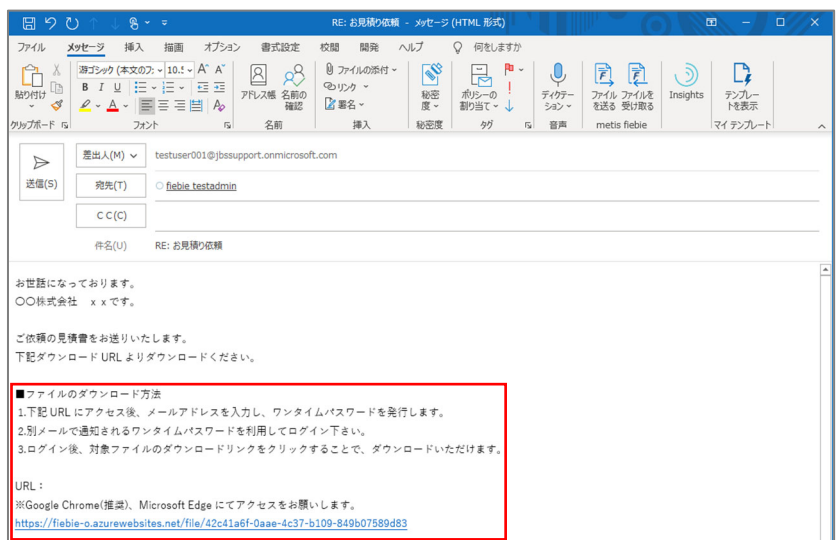 RE: お見積り依頼 - メッセージ (HTML 形式)
ファイル メッセージ 挿入 描画 オプション 書式設定 校閲 開発 ヘルプ 何をしますか
貼り付け
クリップボード
游ゴシック (本文のフ: 10.!
B I U
フォント
アドレス帳 名前の確認
名前
ファイルの添付
リンク
署名
挿入
秘密度
秘密度
ポリシーの割り当て
タグ
ディクテーション
音声
ファイルを送る ファイルを受け取る
metis fiebie
Insights
テンプレートを表示
マイ テンプレート
送信(S)
差出人(M) testuser001@jbssupport.onmicrosoft.com
宛先(T) fiebie testadmin
C C(C)
件名(U) RE: お見積り依頼
お世話になっております。
〇〇株式会社 x x です。
ご依頼の見積書をお送りいたします。
下記ダウンロード URL よりダウンロードください。
■ファイルのダウンロード方法
1.下記 URL にアクセス後、メールアドレスを入力し、ワンタイムパスワードを発行します。
2.別メールで通知されるワンタイムパスワードを利用してログイン下さい。
3.ログイン後、対象ファイルのダウンロードリンクをクリックすることで、ダウンロードいただけます。
URL：
※Google Chrome(推奨)、Microsoft Edge にてアクセスをお願いします。
https://fiebie-o.azurewebsites.net/file/42c41a6f-0aae-4c37-b109-849b07589d83